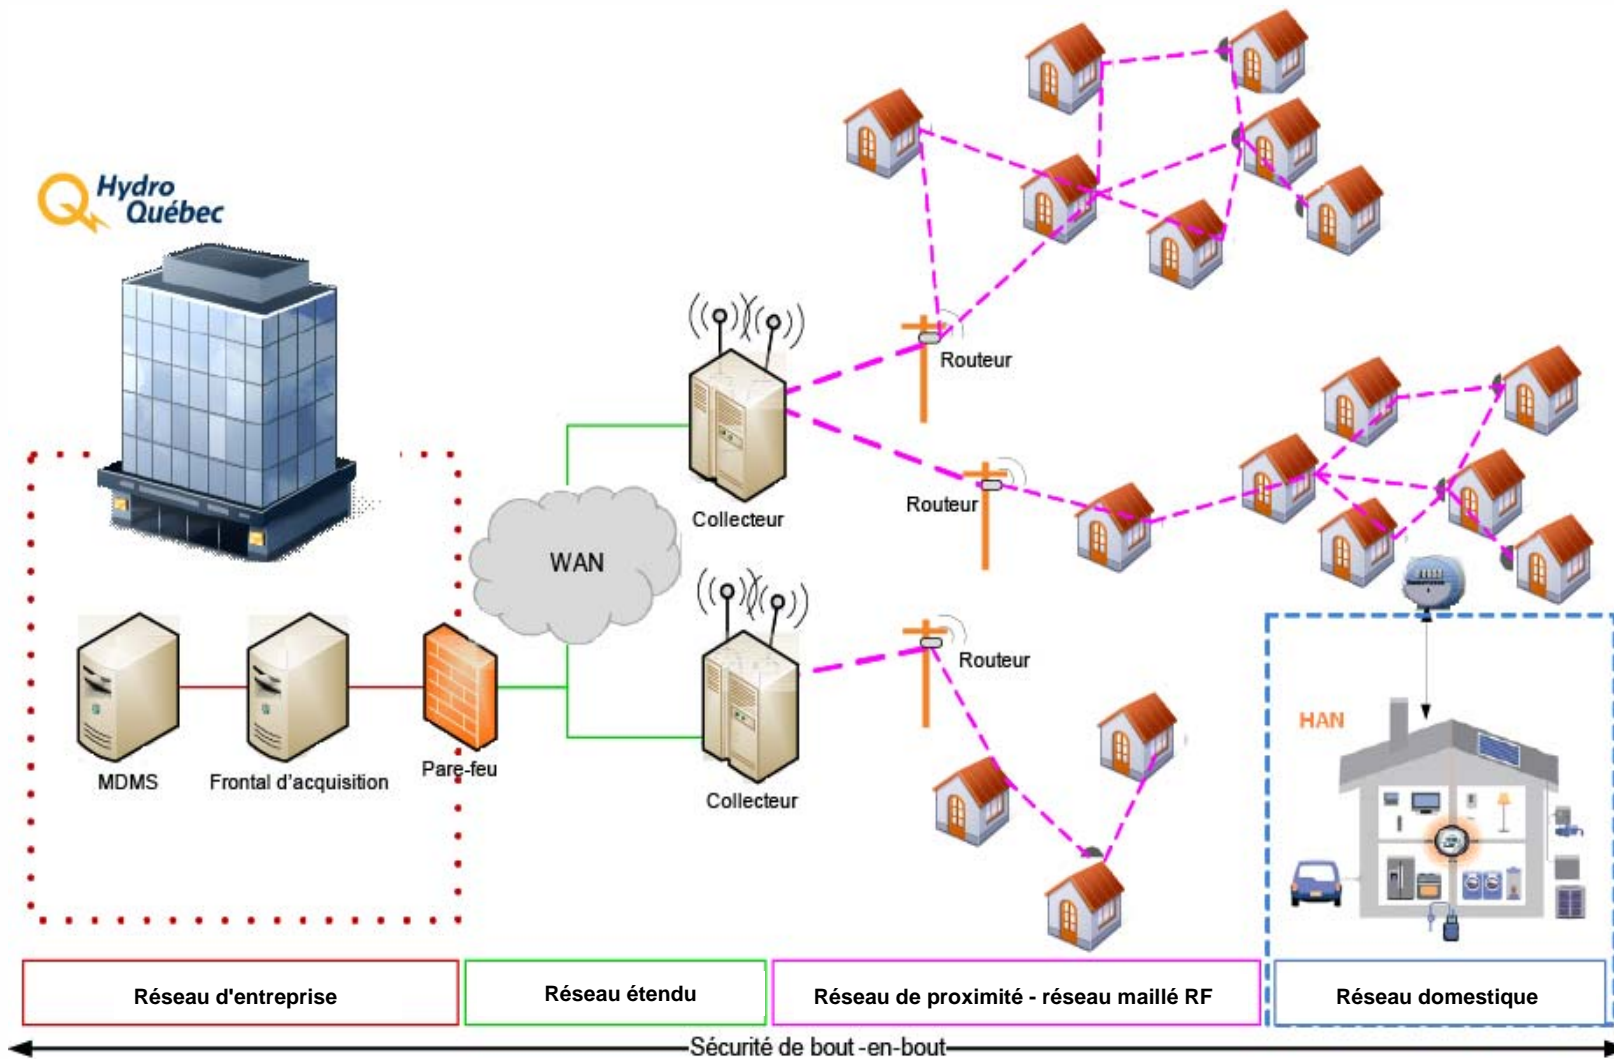 Hydro
Québec
Routeur
Routeur
Collecteur
WAN
Routeur
HAN
MDMS
Frontal d'acquisition
Pare-feu
Collecteur
Réseau d'entreprise
Réseau étendu
Réseau de proximité - réseau maillé RF
Réseau domestique
Sécurité de bout-en-bout